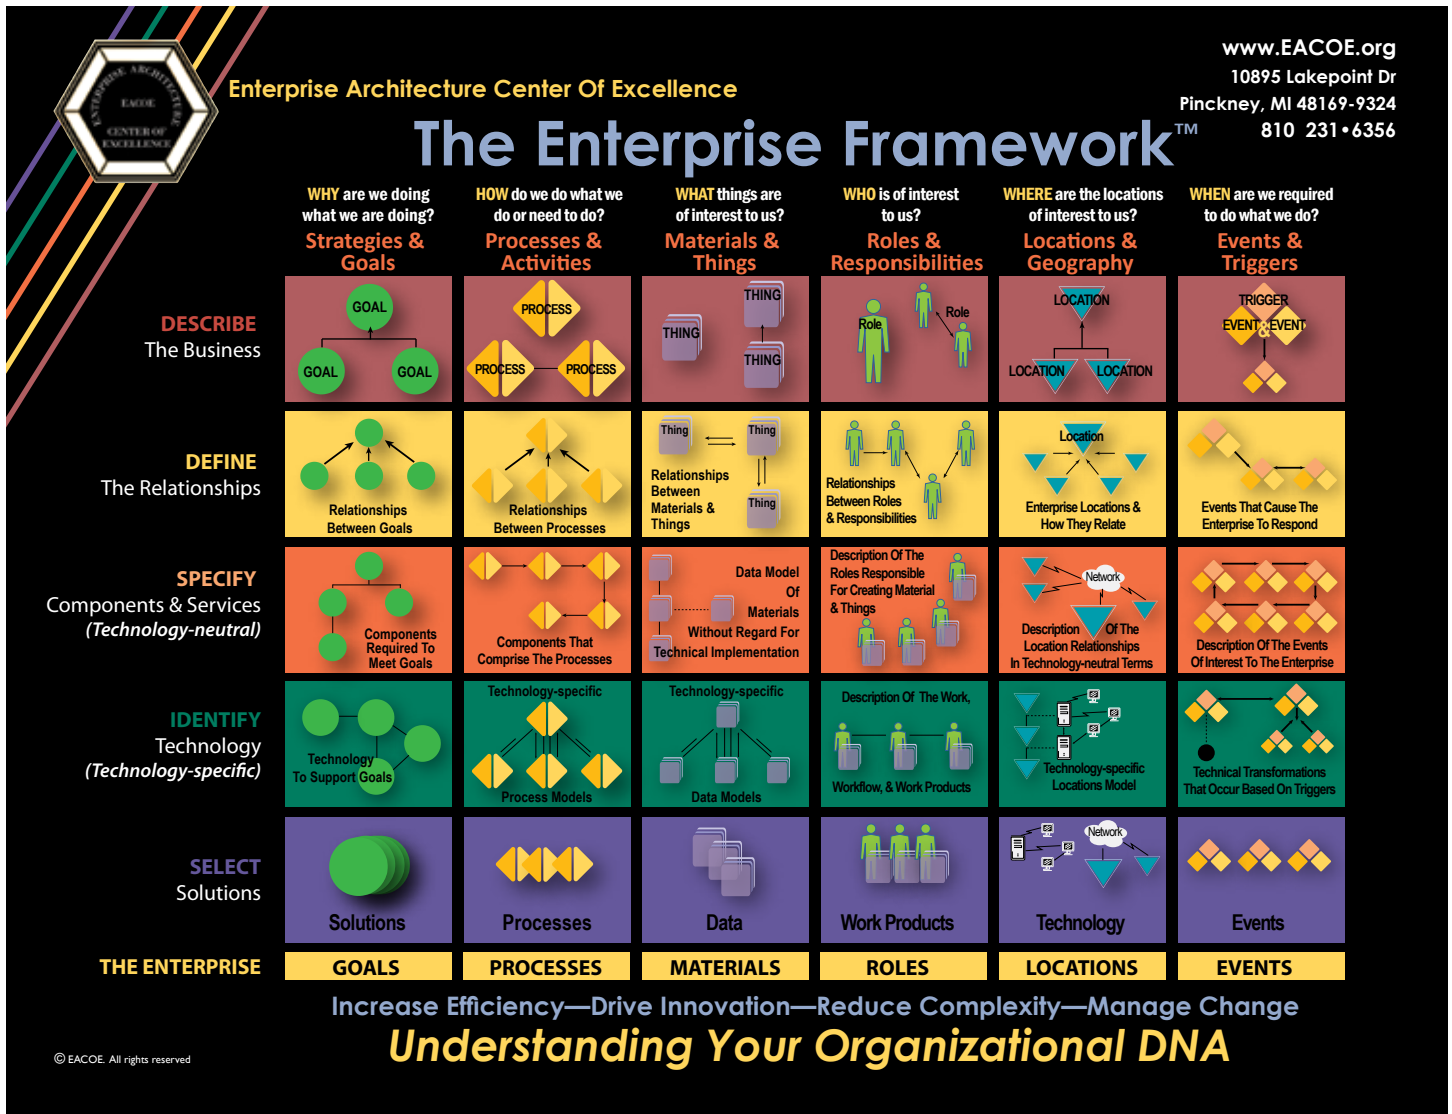 www.EACOE.org
10895 Lakepoint Dr
Pinckney, MI 48169-9324
810 231•6356
ENTERPRISE ARCHITECTURE
EACOE
CENTER OF
EXCELLENCE
Enterprise Architecture Center Of Excellence
The Enterprise Framework™
WHY are we doing
what we are doing?
Strategies &
Goals
HOW do we do what we
do or need to do?
Processes &
Activities
WHAT things are
of interest to us?
Materials &
Things
WHO is of interest
to us?
Roles &
Responsibilities
WHERE are the locations
of interest to us?
Locations &
Geography
WHEN are we required
to do what we do?
Events &
Triggers
DESCRIBE
The Business
GOAL
GOAL
GOAL
PROCESS
PROCESS
PROCESS
THING
THING
THING
Role
Role
LOCATION
LOCATION
LOCATION
TRIGGER
EVENT & EVENT
DEFINE
The Relationships
Relationships
Between Goals
Relationships
Between Processes
Thing
Thing
Relationships
Between
Materials &
Things
Thing
Relationships
Between Roles
& Responsibilities
Location
Enterprise Locations &
How They Relate
Events That Cause The
Enterprise To Respond
SPECIFY
Components & Services
(Technology-neutral)
Components
Required To
Meet Goals
Components That
Comprise The Processes
Data Model
Of
Materials
Without Regard For
Technical Implementation
Description Of The
Roles Responsible
For Creating Material
& Things
Network
Description Of The
Location Relationships
In Technology-neutral Terms
Description Of The Events
Of Interest To The Enterprise
IDENTIFY
Technology
(Technology-specific)
Technology
To Support Goals
Technology-specific
Process Models
Technology-specific
Data Models
Description Of The Work,
Workflow, & Work Products
Technology-specific
Locations Model
Technical Transformations
That Occur Based On Triggers
SELECT
Solutions
Solutions
Processes
Data
Work Products
Network
Technology
Events
THE ENTERPRISE
GOALS
PROCESSES
MATERIALS
ROLES
LOCATIONS
EVENTS
Increase Efficiency—Drive Innovation—Reduce Complexity—Manage Change
Understanding Your Organizational DNA
© EACOE. All rights reserved